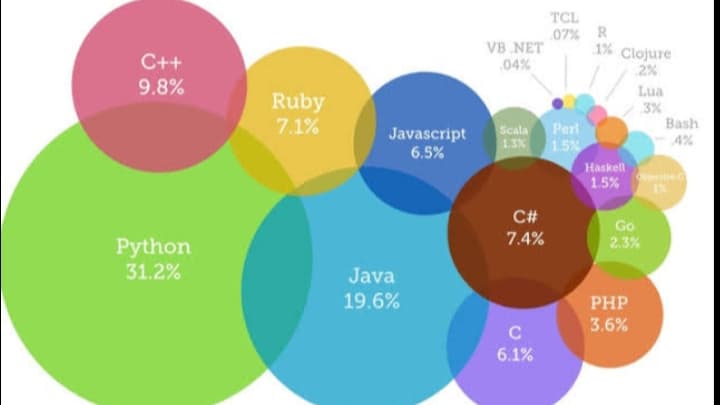 TCL
.07%
R
.1%
VB .NET
.04%
Clojure
.2%
C++
9.8%
Lua
.3%
Ruby
7.1%
Bash
.4%
Javascript
6.5%
Scala
1.3%
Perl
1.5%
Haskell
1.5%
Objective-C
1%
C#
7.4%
Go
2.3%
Python
31.2%
Java
19.6%
PHP
3.6%
C
6.1%